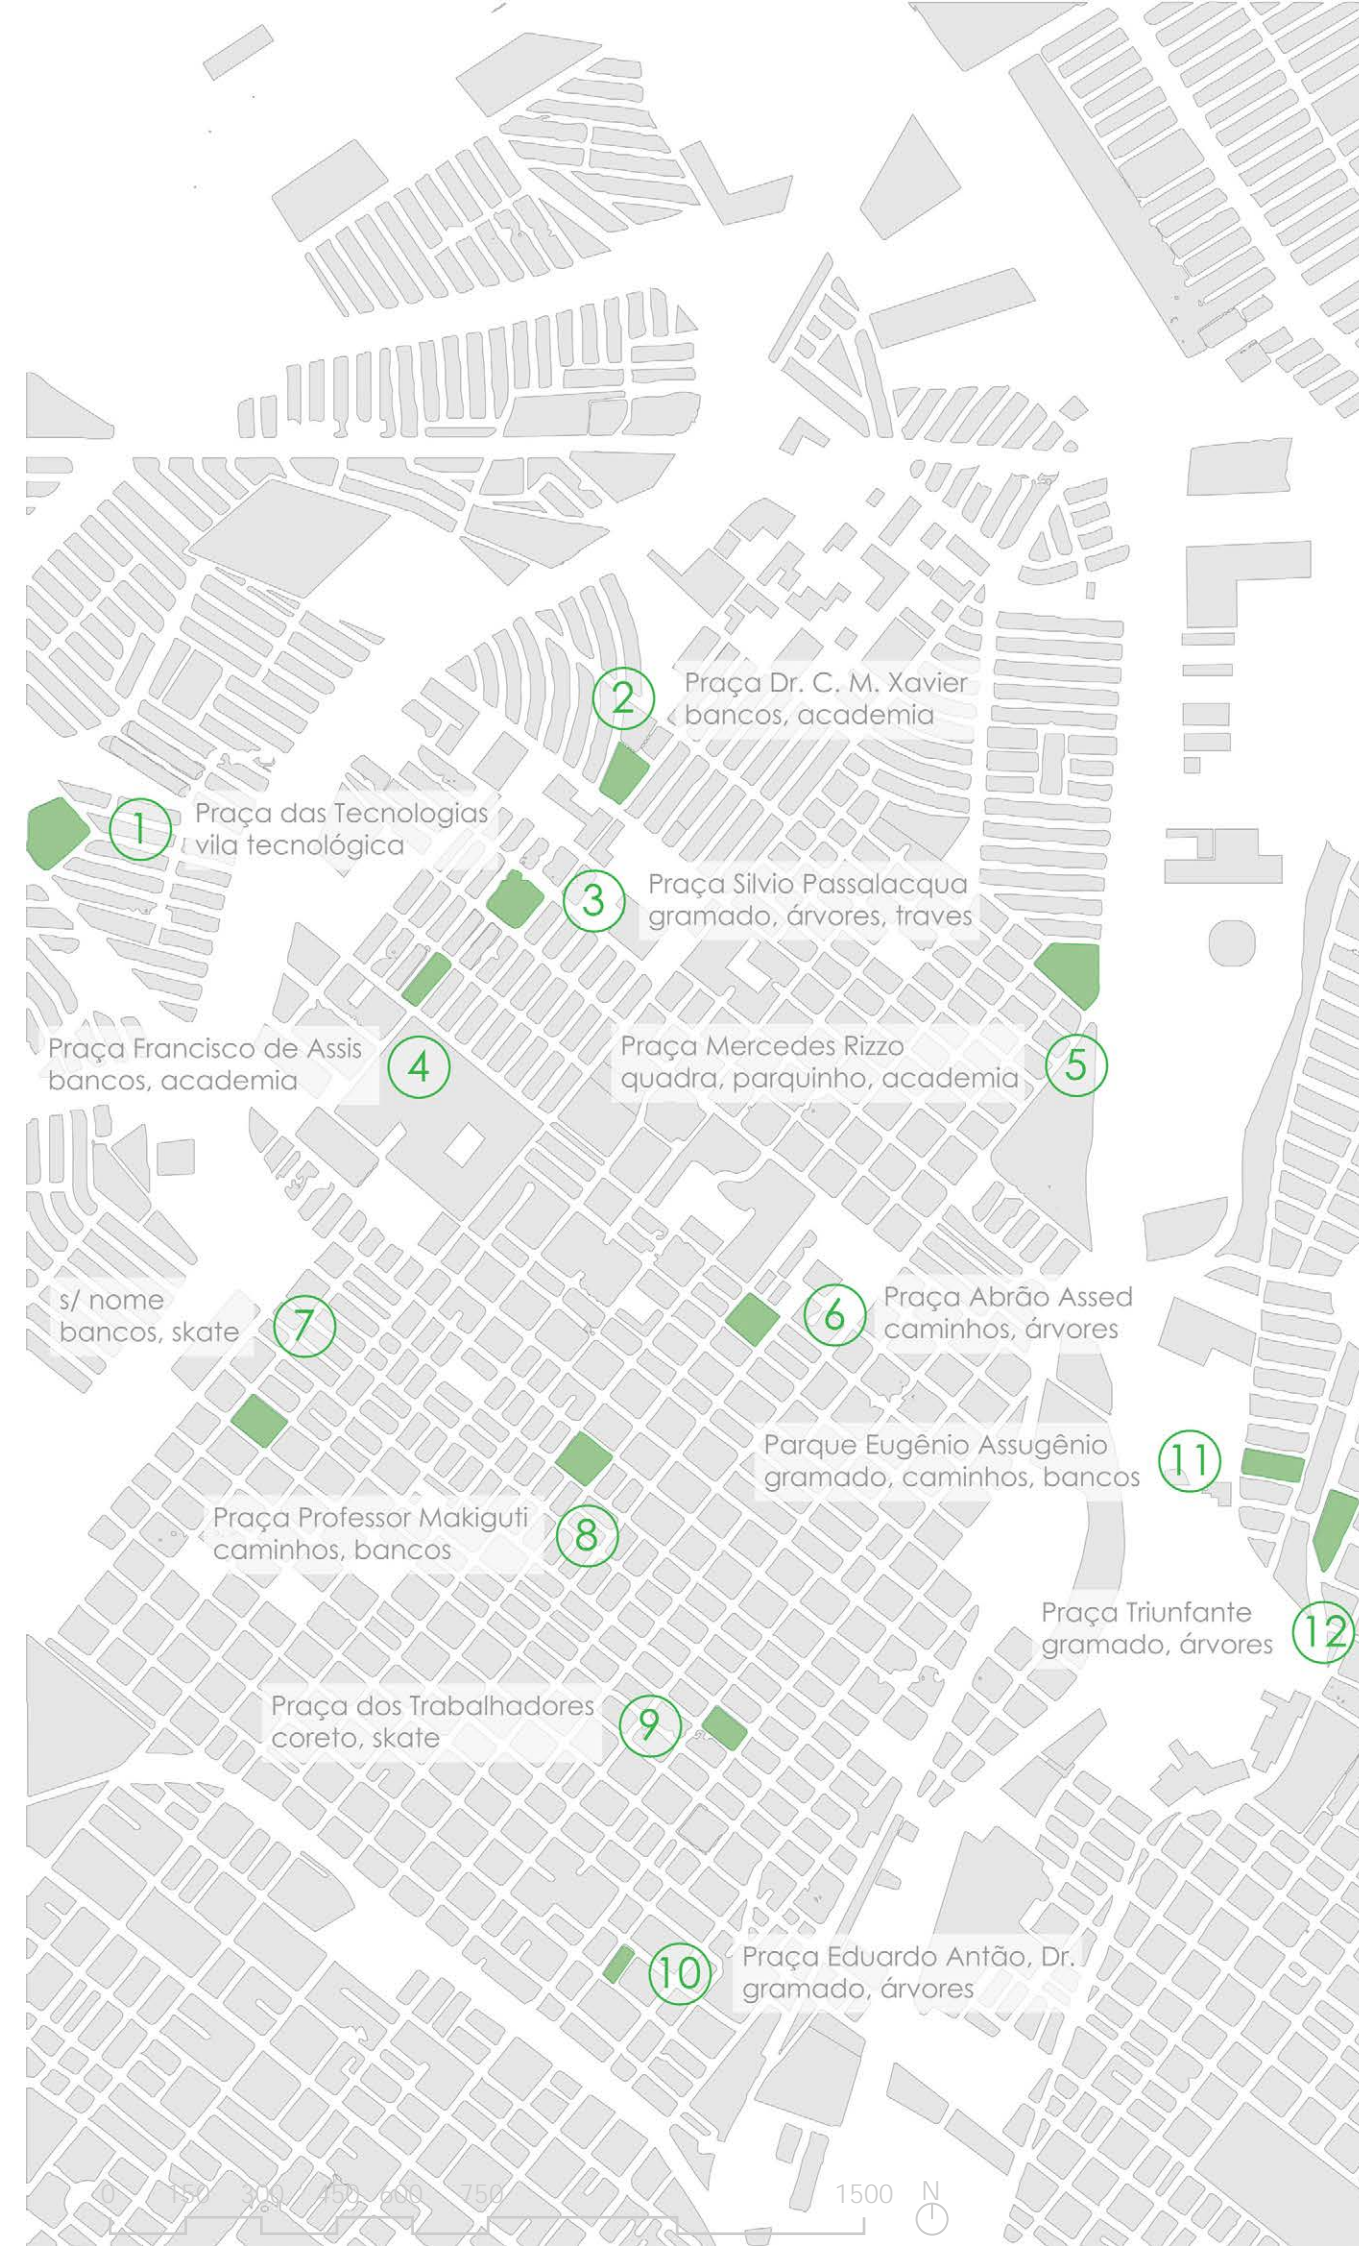 2
Praça Dr. C. M. Xavier
bancos, academia
1
Praça das Tecnologias
vila tecnológica
3
Praça Silvio Passalacqua
gramado, árvores, traves
Praça Francisco de Assis
bancos, academia
4
Praça Mercedes Rizzo
quadra, parquinho, academia
5
s/ nome
bancos, skate
7
6
Praça Abrão Assed
caminhos, árvores
Parque Eugênio Assugênio
gramado, caminhos, bancos
11
Praça Professor Makiguti
caminhos, bancos
8
Praça Triunfante
gramado, árvores
12
Praça dos Trabalhadores
coreto, skate
9
10
Praça Eduardo Antão, Dr.
gramado, árvores
0 150 300 450 600 750 1500 N